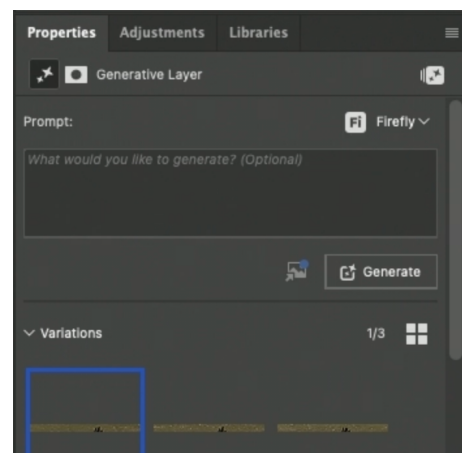 Properties Adjustments Libraries
Generative Layer
Prompt: Fi Firefly
What would you like to generate? (Optional)
Generate
Variations 1/3